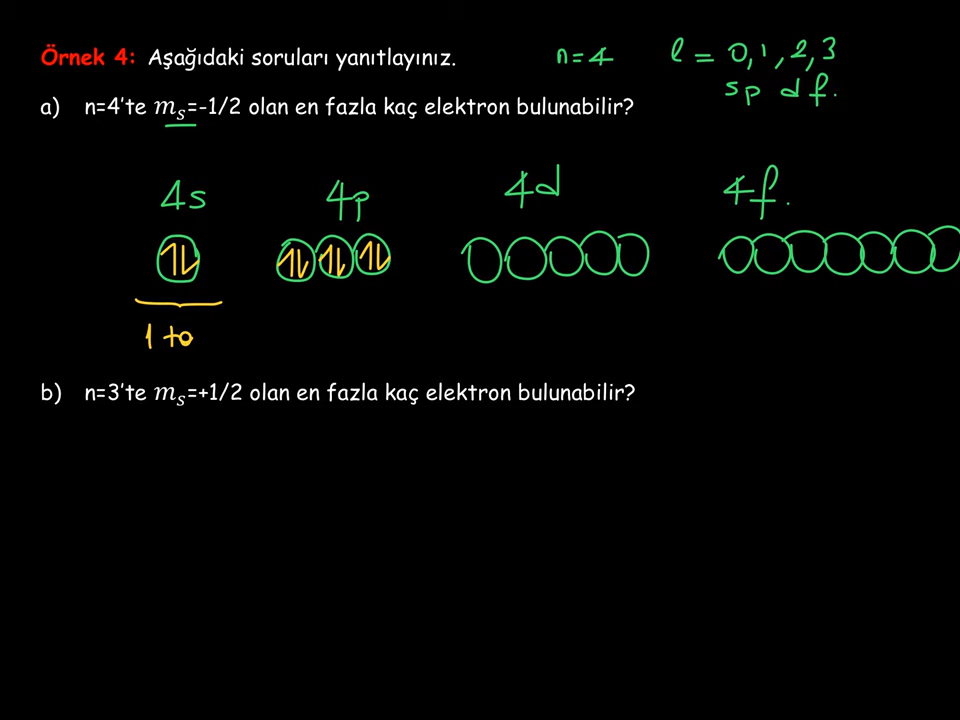 Örnek 4: Aşağıdaki soruları yanıtlayınız. n=4 l = 0,1,2,3
s p d f.
a) n=4'te mₛ=-1/2 olan en fazla kaç elektron bulunabilir?
4s 4p 4d 4f.
1 to
b) n=3'te mₛ=+1/2 olan en fazla kaç elektron bulunabilir?